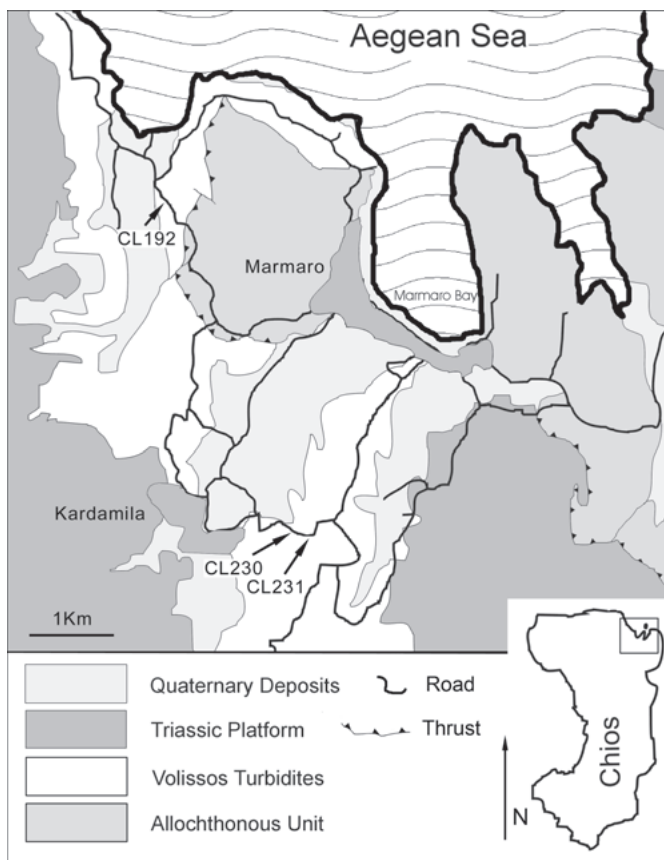 Aegean Sea
CL192
Marmaro
Marmaro Bay
Kardamila
CL230
CL231
1Km
Quaternary Deposits
Road
Triassic Platform
Thrust
Volissos Turbidites
Allochthonous Unit
Chios
N